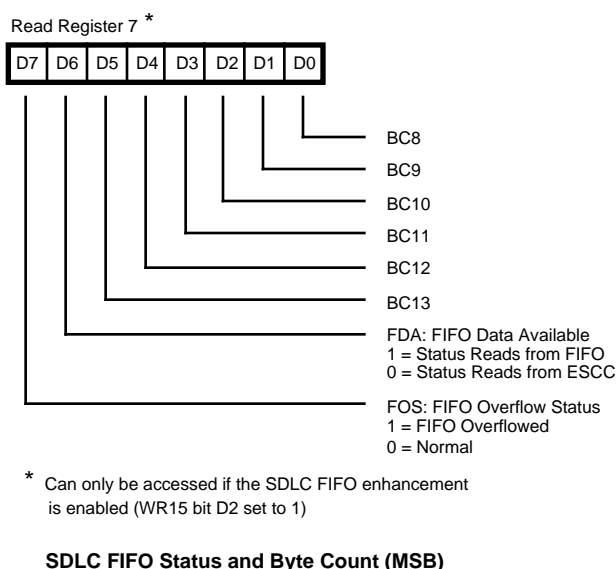 Read Register 7 *
D7 D6 D5 D4 D3 D2 D1 D0
BC8
BC9
BC10
BC11
BC12
BC13
FDA: FIFO Data Available
1 = Status Reads from FIFO
0 = Status Reads from ESCC
FOS: FIFO Overflow Status
1 = FIFO Overflowed
0 = Normal
* Can only be accessed if the SDLC FIFO enhancement
is enabled (WR15 bit D2 set to 1)
SDLC FIFO Status and Byte Count (MSB)